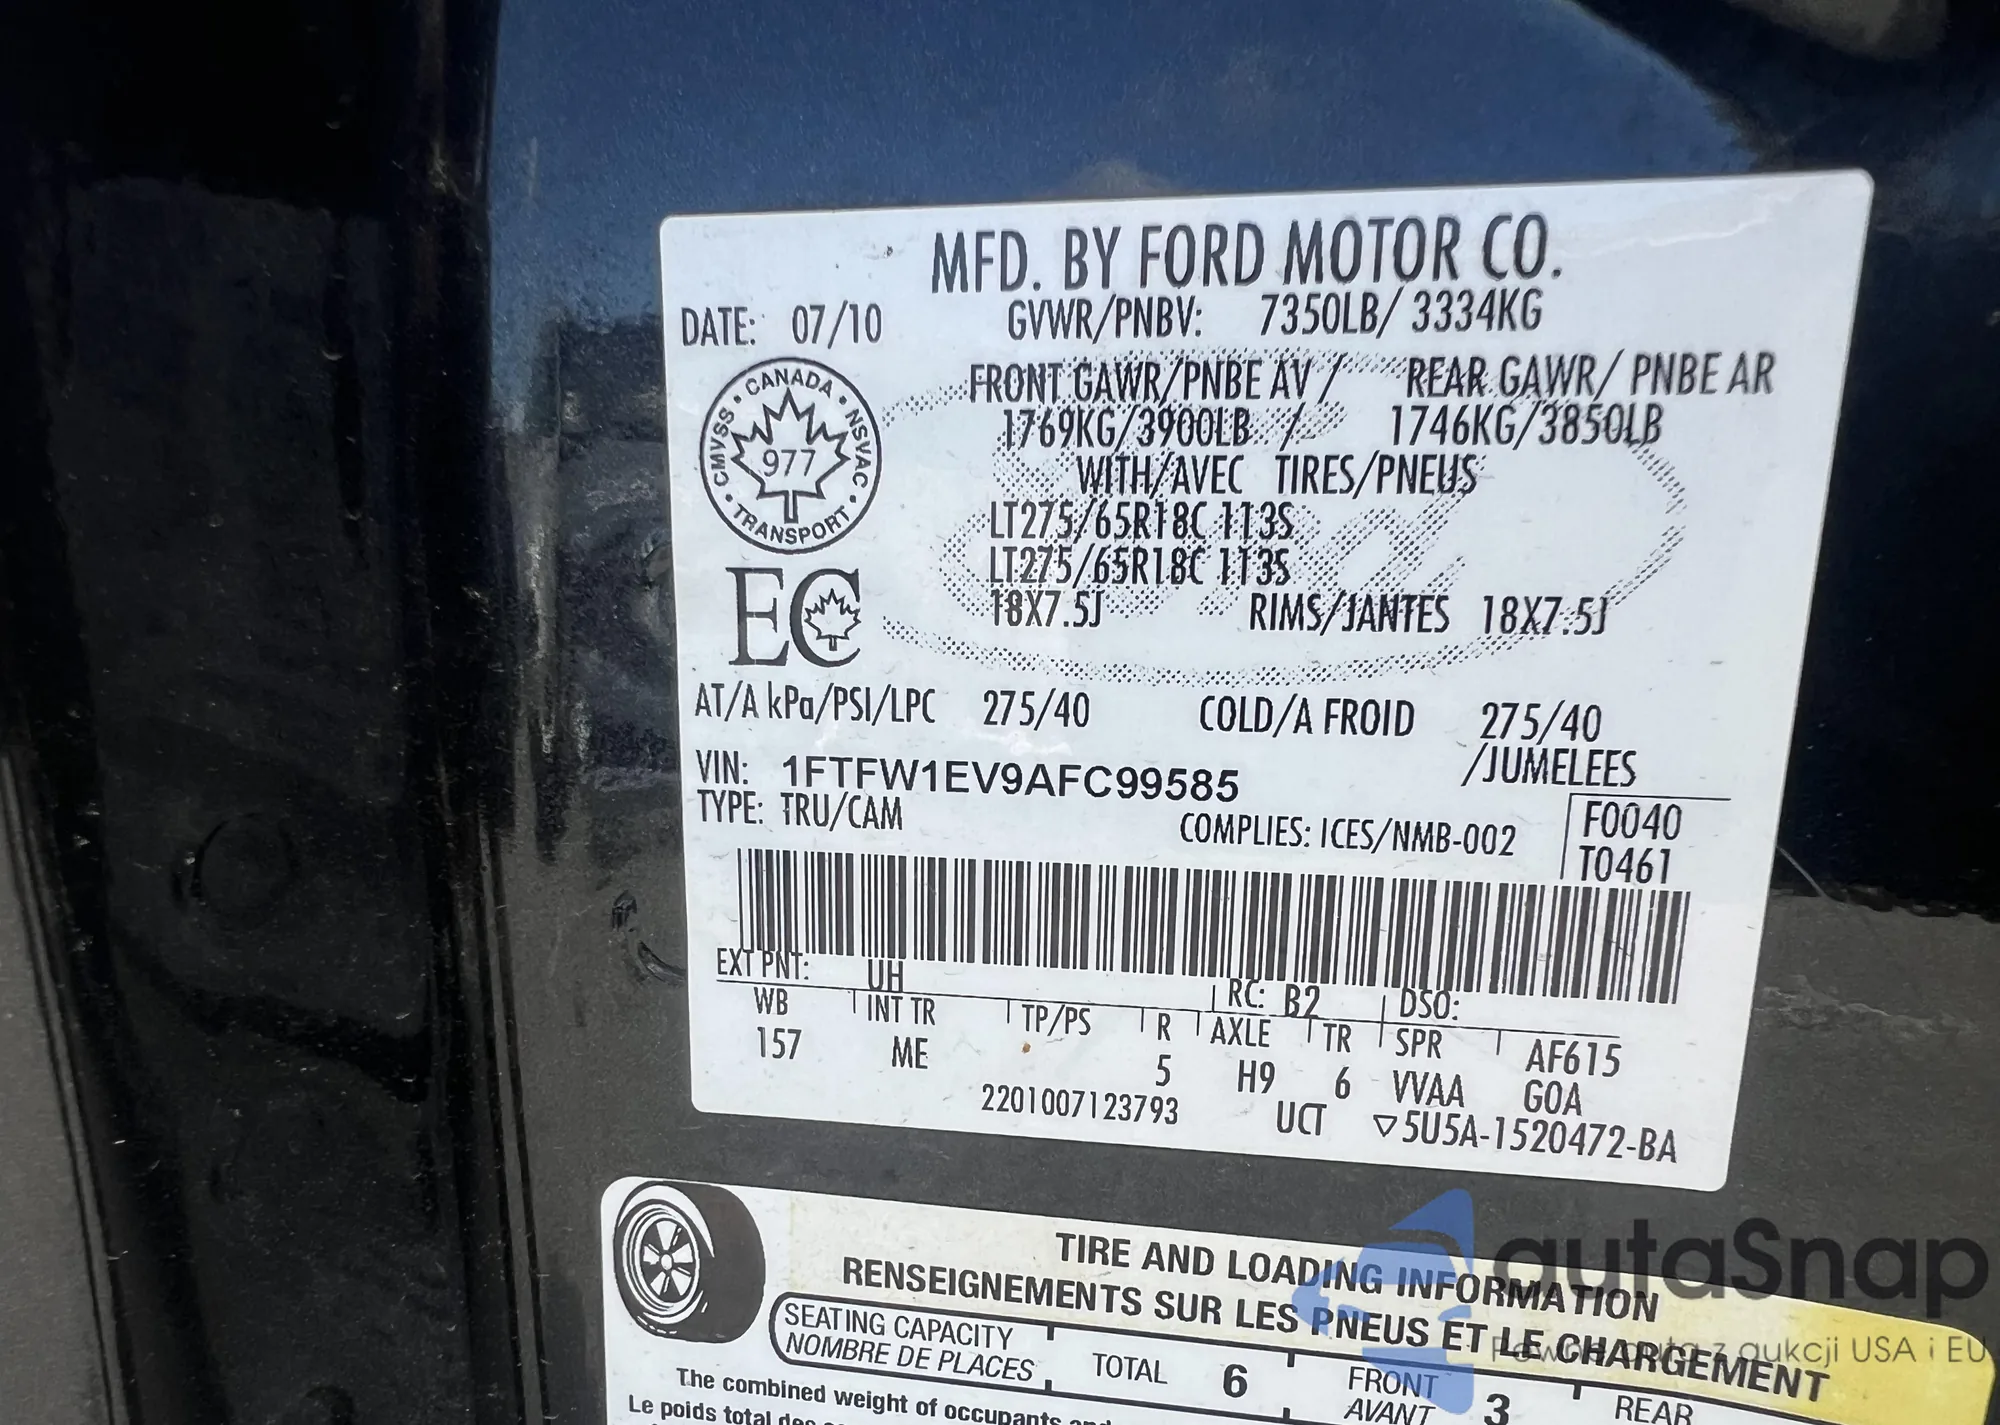 MFD. BY FORD MOTOR CO.
DATE: 07/10 GVWR/PNBV: 7350LB/ 3334KG
FRONT GAWR/PNBE AV / REAR GAWR/ PNBE AR
1769KG/3900LB / 1746KG/3850LB
WITH/AVEC TIRES/PNEUS
LT275/65R18C 113S
LT275/65R18C 113S
18X7.5J RIMS/JANTES 18X7.5J
CANADA • NSVAC • TRANSPORT • CMVSS •
977
EC
AT/A kPa/PSI/LPC 275/40 COLD/A FROID 275/40
/JUMELEES
VIN: 1FTFW1EV9AFC99585
TYPE: TRU/CAM
COMPLIES: ICES/NMB-002
F0040
T0461
EXT PNT: UH RC: B2 DSO:
WB INT TR TP/PS R AXLE TR SPR AF615
157 ME 5 H9 6 VVAA GOA
2201007123793 UCT ▽5U5A-1520472-BA
TIRE AND LOADING INFORMATION
RENSEIGNEMENTS SUR LES PNEUS ET LE CHARGEMENT
SEATING CAPACITY
NOMBRE DE PLACES
TOTAL 6
FRONT
AVANT
3
REAR
The combined weight of occupants and
Le poids total des
autaSnap
z aukcji USA i EU